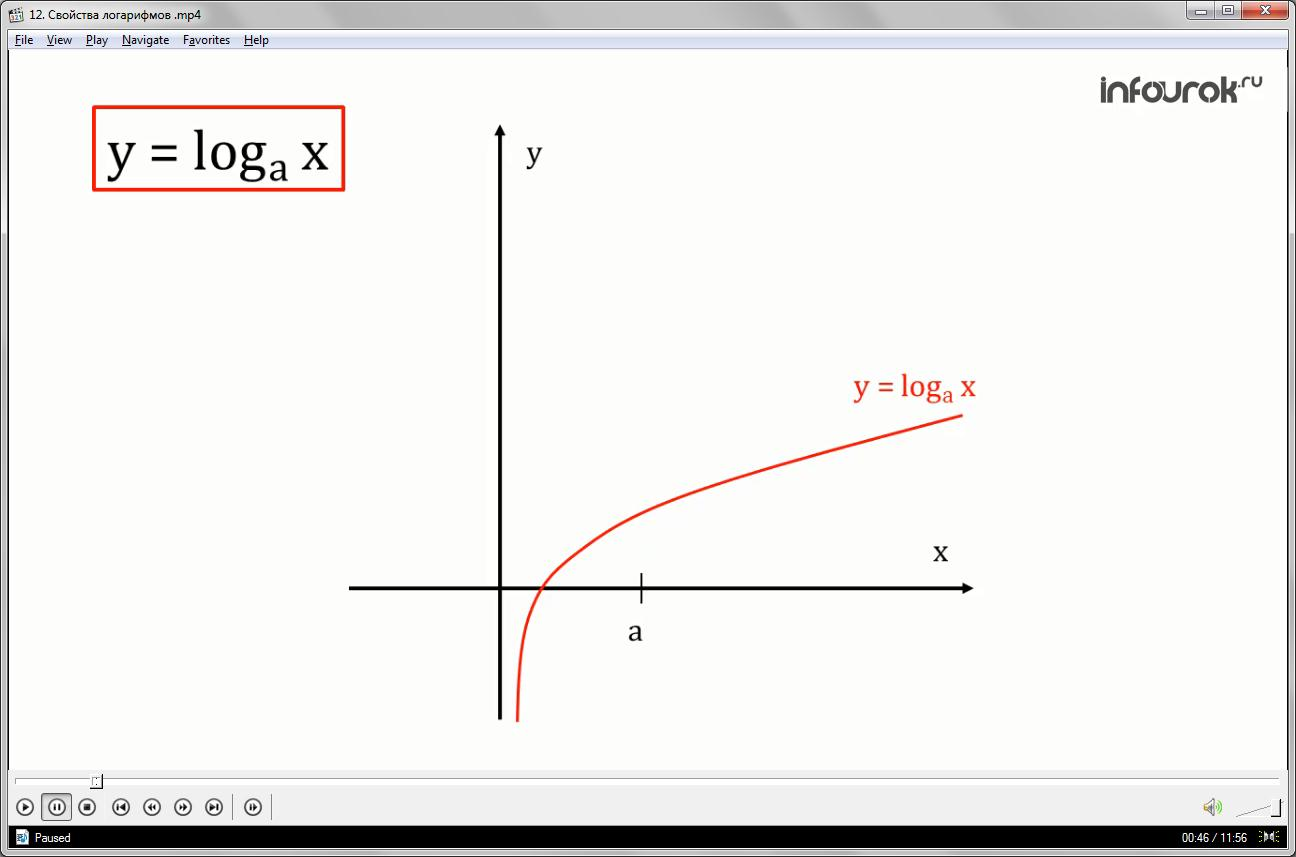 12. Свойства логарифмов .mp4
File View Play Navigate Favorites Help
infourok.ru
y = logₐ x
y
y = logₐ x
x
a
Paused
00:46 / 11:56